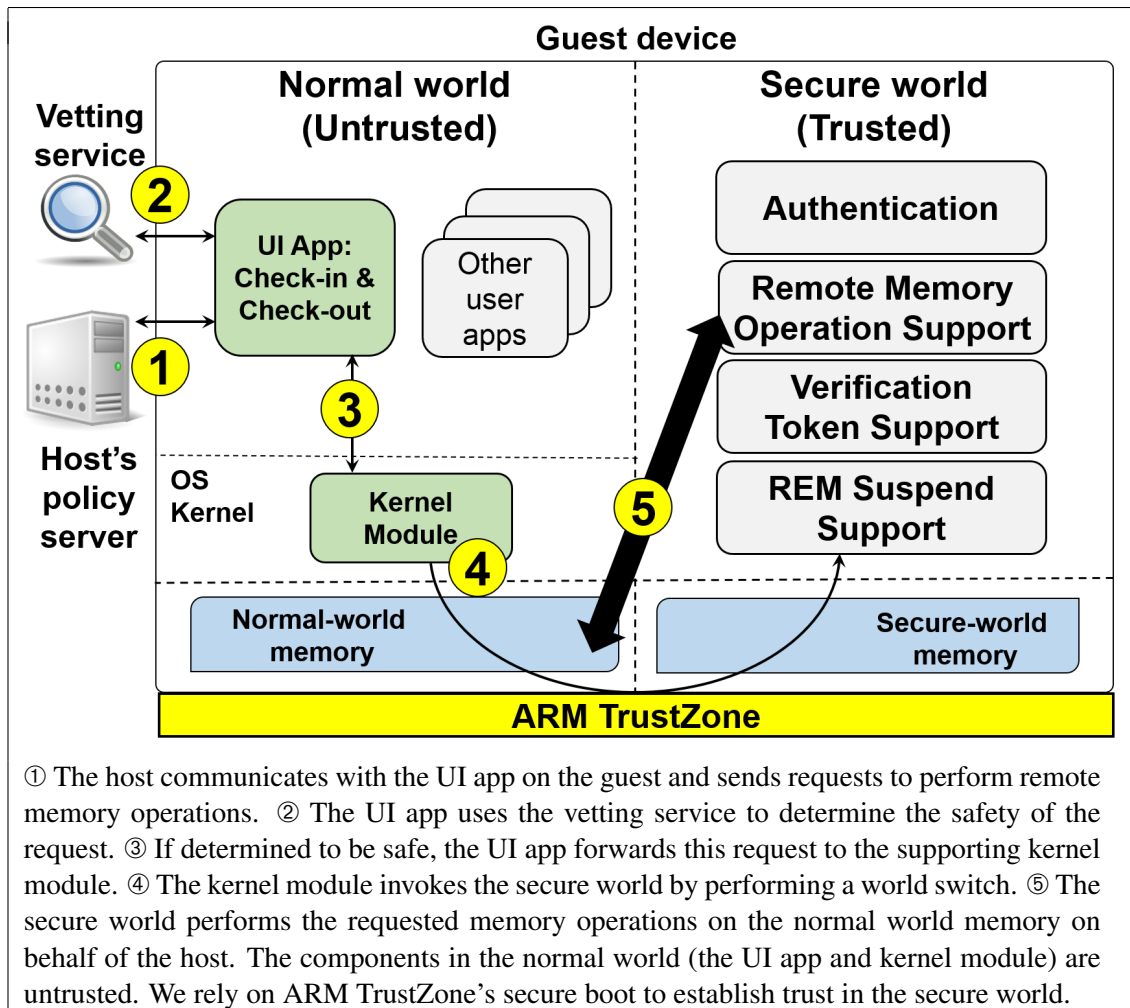 Guest device
Normal world
(Untrusted)
Secure world
(Trusted)
Vetting
service
2
1
Host's
policy
server
UI App:
Check-in &
Check-out
Other
user
apps
3
OS
Kernel
Kernel
Module
4
5
Authentication
Remote Memory
Operation Support
Verification
Token Support
REM Suspend
Support
Normal-world
memory
Secure-world
memory
ARM TrustZone
① The host communicates with the UI app on the guest and sends requests to perform remote
memory operations. ② The UI app uses the vetting service to determine the safety of the
request. ③ If determined to be safe, the UI app forwards this request to the supporting kernel
module. ④ The kernel module invokes the secure world by performing a world switch. ⑤ The
secure world performs the requested memory operations on the normal world memory on
behalf of the host. The components in the normal world (the UI app and kernel module) are
untrusted. We rely on ARM TrustZone's secure boot to establish trust in the secure world.